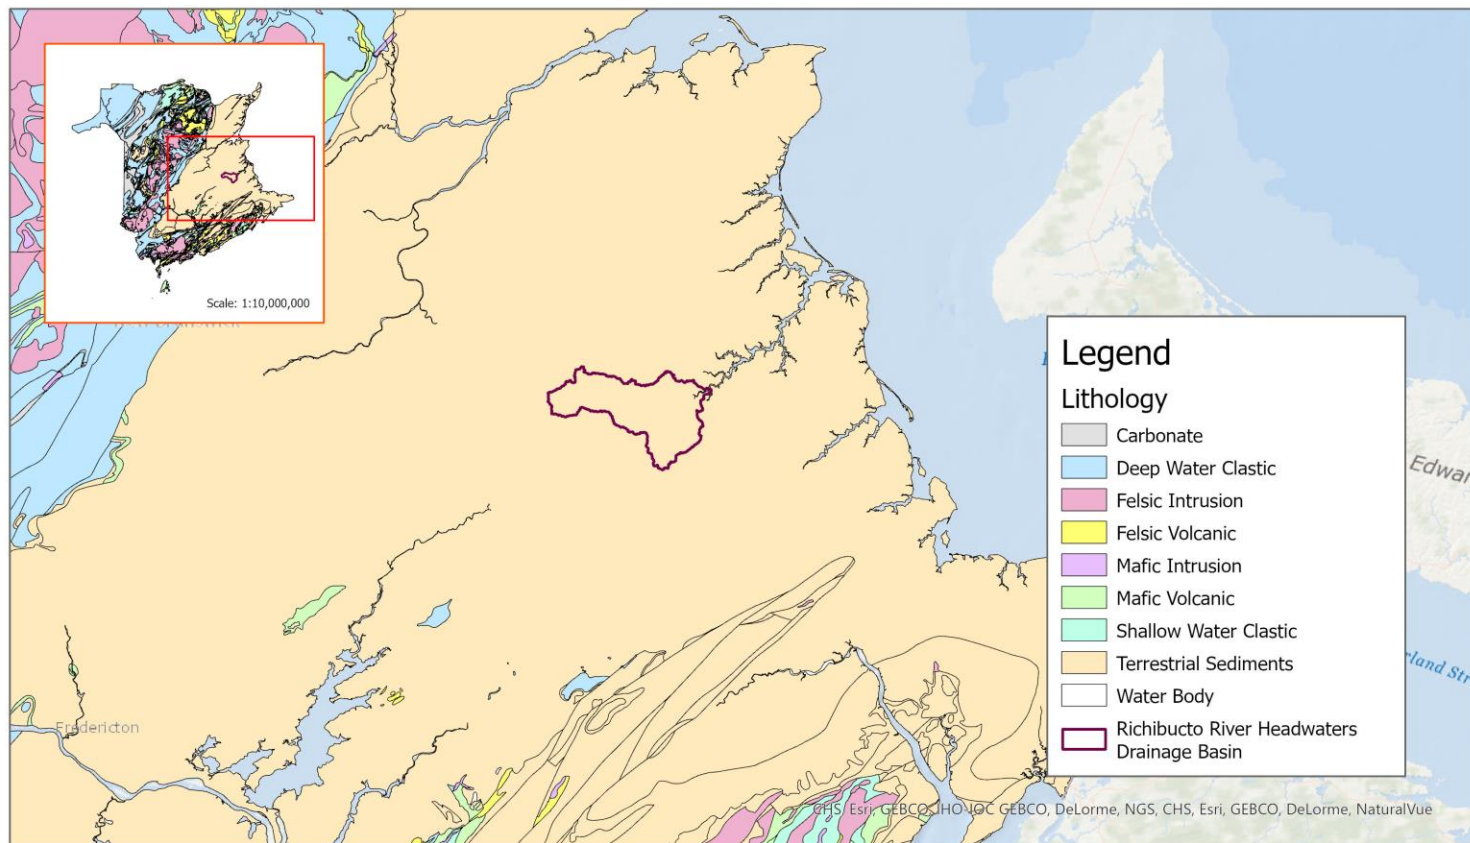 Scale: 1:10,000,000
Legend
Lithology
Carbonate
Deep Water Clastic
Felsic Intrusion
Felsic Volcanic
Mafic Intrusion
Mafic Volcanic
Shallow Water Clastic
Terrestrial Sediments
Water Body
Richibucto River Headwaters
Drainage Basin
Edwar
rland Str
Fredericton
CHS, Esri, GEBCO, IHO-IOC GEBCO, DeLorme, NGS, CHS, Esri, GEBCO, DeLorme, NaturalVue